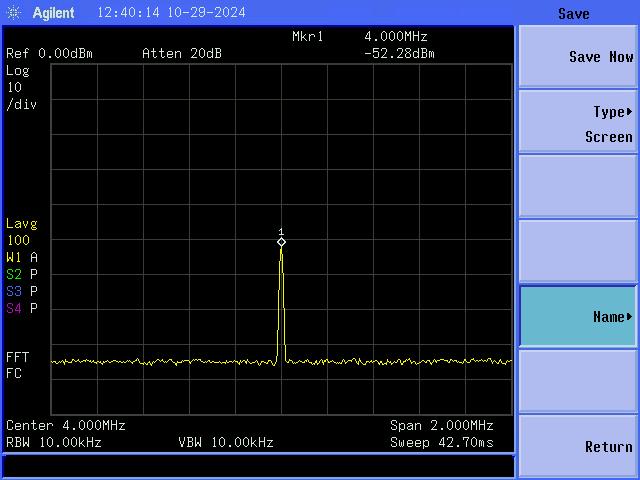 Agilent 12:40:14 10-29-2024 Save
Mkr1 4.000MHz
Ref 0.00dBm Atten 20dB -52.28dBm
Log
10
/div
1
Lavg
100
W1 A
S2 P
S3 P
S4 P
FFT
FC
Center 4.000MHz Span 2.000MHz
RBW 10.00kHz VBW 10.00kHz Sweep 42.70ms
Save Now
Type
Screen
Name
Return